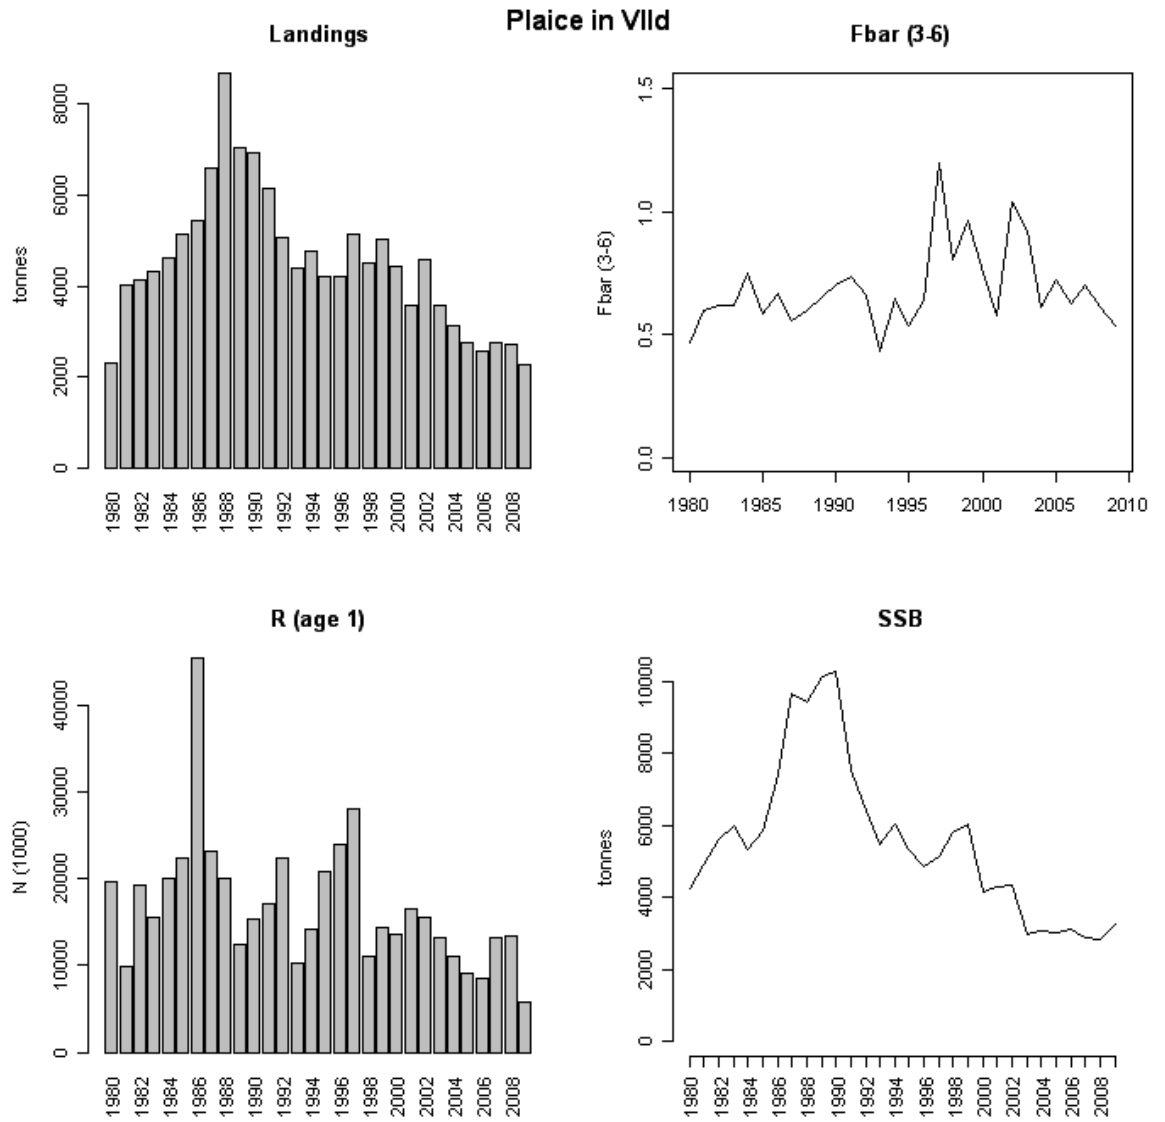 Plaice in VIId
Landings
tonnes
0 2000 4000 6000 8000
1980 1982 1984 1986 1988 1990 1992 1994 1996 1998 2000 2002 2004 2006 2008
Fbar (3-6)
Fbar (3-6)
0.0 0.5 1.0 1.5
1980 1985 1990 1995 2000 2005 2010
R (age 1)
N (1000)
0 10000 20000 30000 40000
1980 1982 1984 1986 1988 1990 1992 1994 1996 1998 2000 2002 2004 2006 2008
SSB
tonnes
0 2000 4000 6000 8000 10000
1980 1982 1984 1986 1988 1990 1992 1994 1996 1998 2000 2002 2004 2006 2008